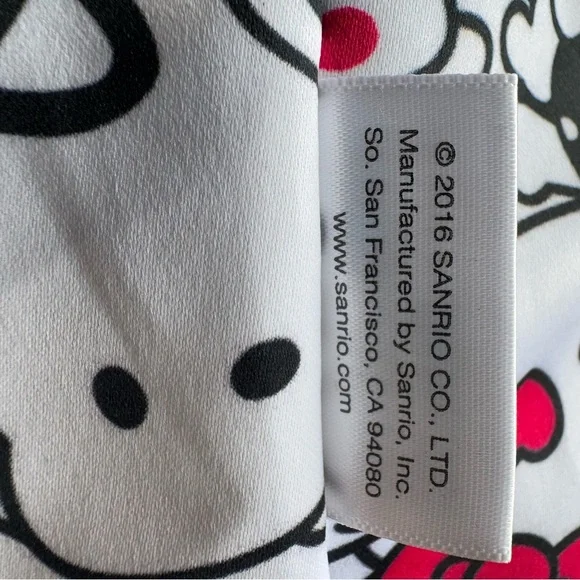 © 2016 SANRIO CO., LTD.
Manufactured by Sanrio, Inc.
So. San Francisco, CA 94080
www.sanrio.com